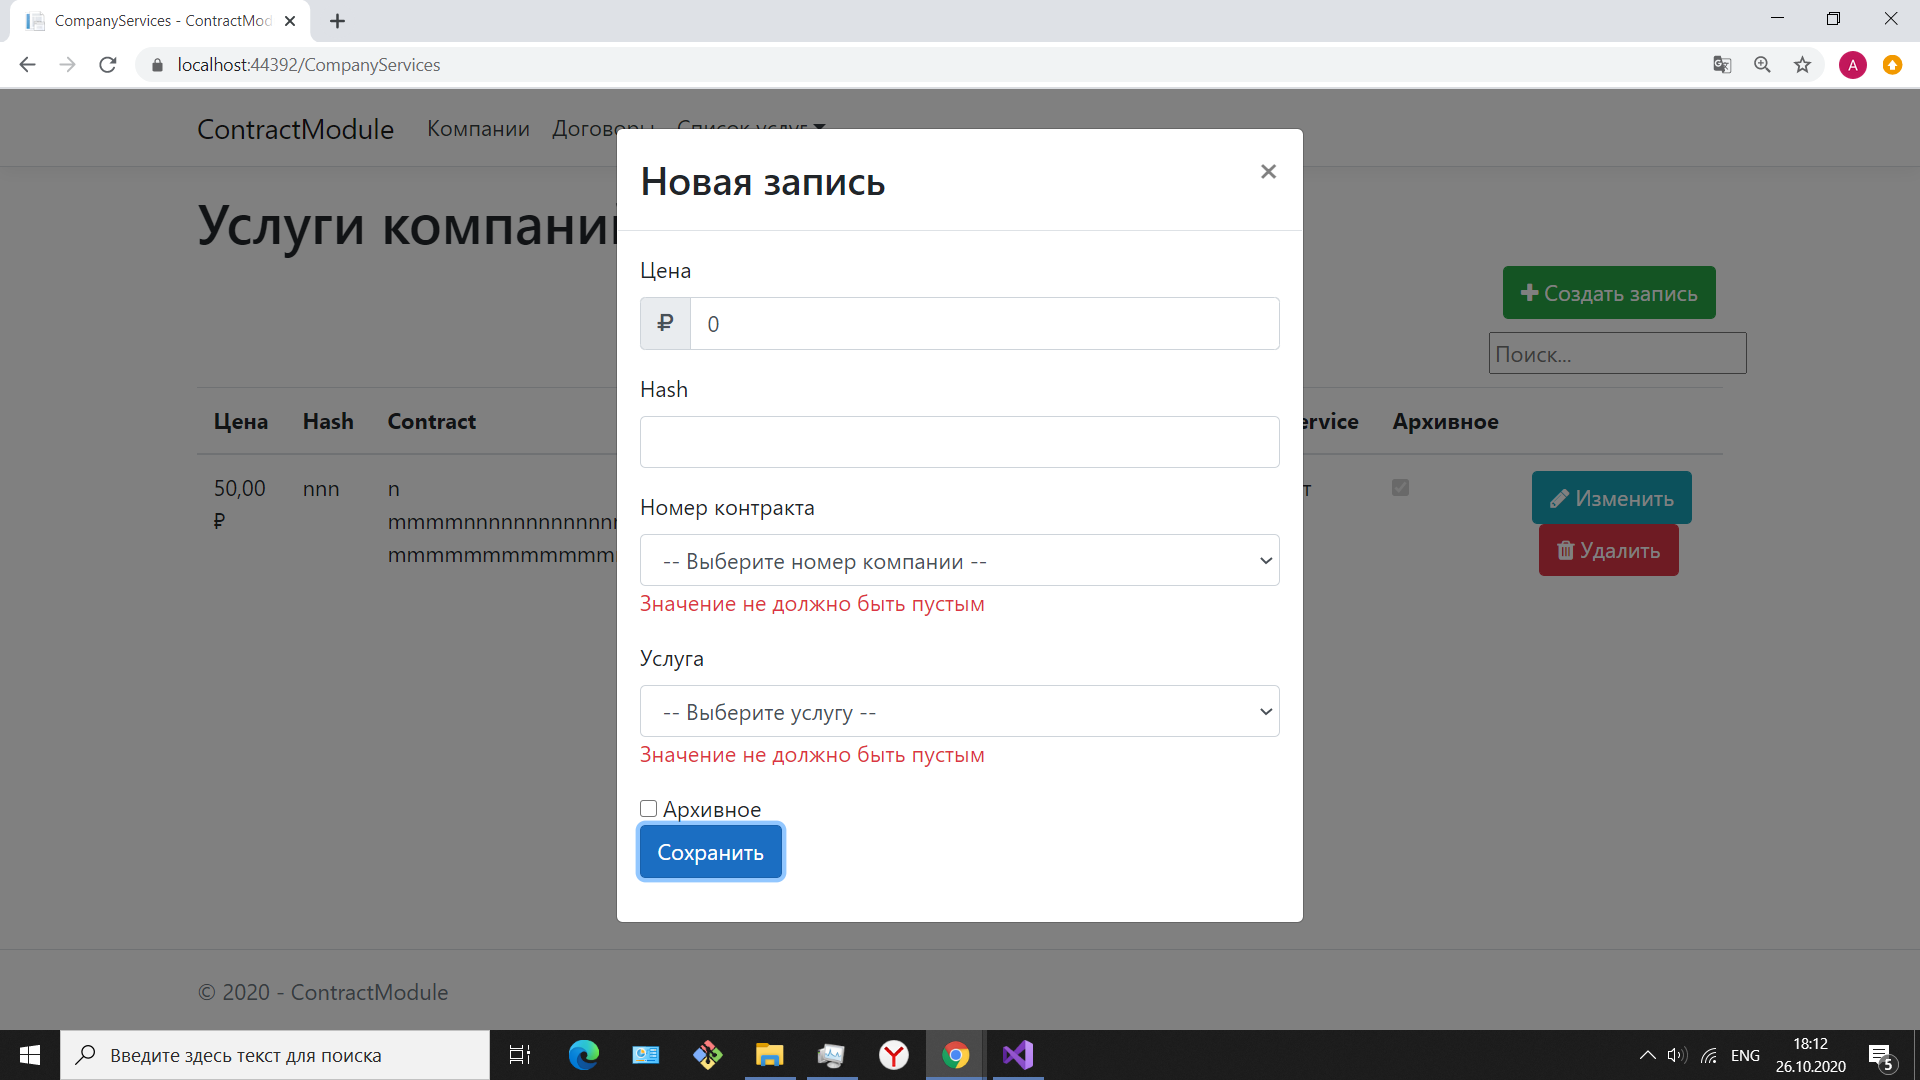 CompanyServices - ContractMod
localhost:44392/CompanyServices
A
ContractModule Компании Договоры Список услуг
Новая запись
Услуги компани
Цена
₽ 0
Создать запись
Поиск...
Hash
Цена Hash Contract ervice Архивное
50,00 ₽
nnn
n
Номер контракта
-- Выберите номер компании --
Значение не должно быть пустым
Изменить
Удалить
Услуга
-- Выберите услугу --
Значение не должно быть пустым
Архивное
Сохранить
© 2020 - ContractModule
Введите здесь текст для поиска
ENG
18:12
26.10.2020
5